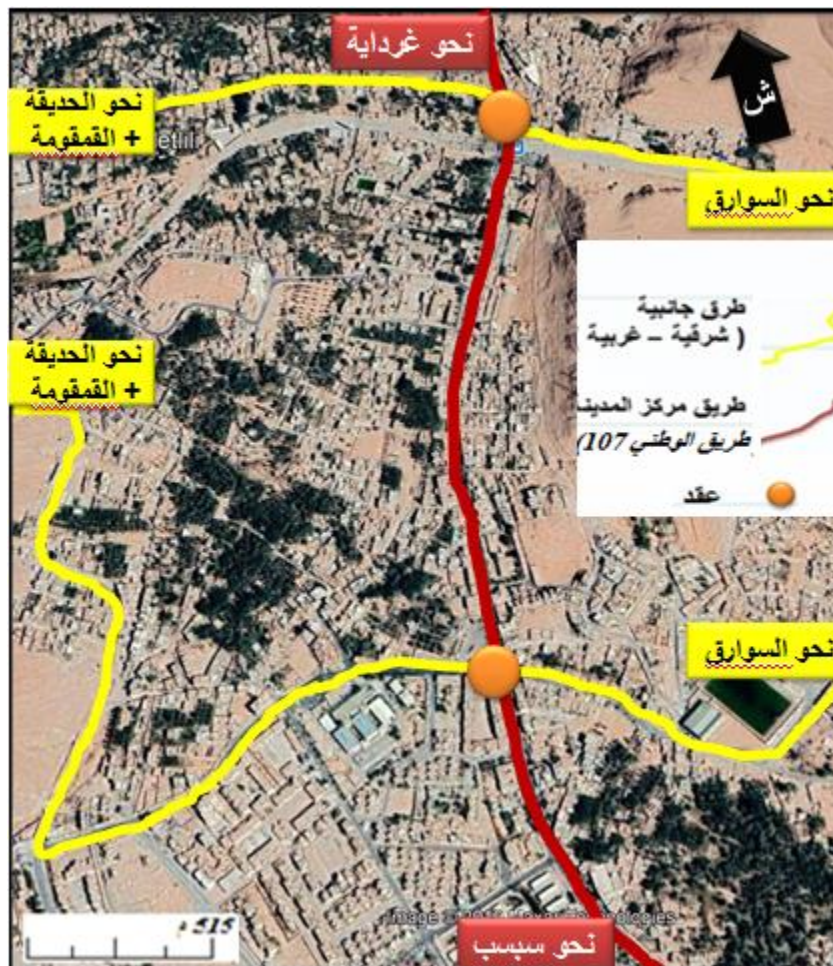 نحو غرداية
ش
نحو الحديقة
+ القمقومة
نحو السوارق
طرق جانبية
( شرقية – غربية
طريق مركز المدينة
طريق الوطني 107)
عقد
نحو الحديقة
+ القمقومة
نحو السوارق
515 م
نحو سبسب